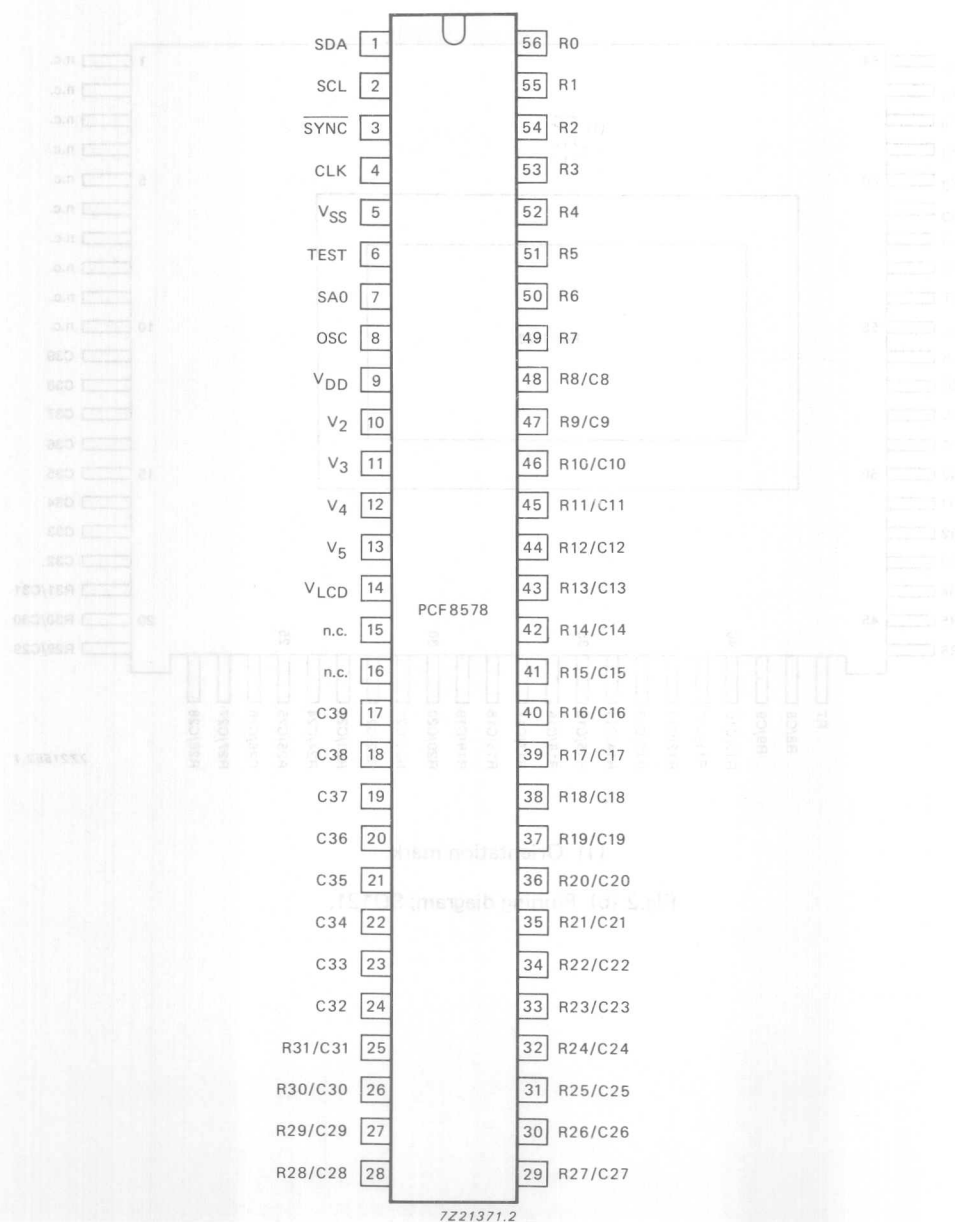 SDA 1 56 R0
SCL 2 55 R1
SYNC 3 54 R2
CLK 4 53 R3
VSS 5 52 R4
TEST 6 51 R5
SA0 7 50 R6
OSC 8 49 R7
VDD 9 48 R8/C8
V2 10 47 R9/C9
V3 11 46 R10/C10
V4 12 45 R11/C11
V5 13 44 R12/C12
VLCD 14 43 R13/C13
PCF8578
n.c. 15 42 R14/C14
n.c. 16 41 R15/C15
C39 17 40 R16/C16
C38 18 39 R17/C17
C37 19 38 R18/C18
C36 20 37 R19/C19
C35 21 36 R20/C20
C34 22 35 R21/C21
C33 23 34 R22/C22
C32 24 33 R23/C23
R31/C31 25 32 R24/C24
R30/C30 26 31 R25/C25
R29/C29 27 30 R26/C26
R28/C28 28 29 R27/C27
7Z21371.2